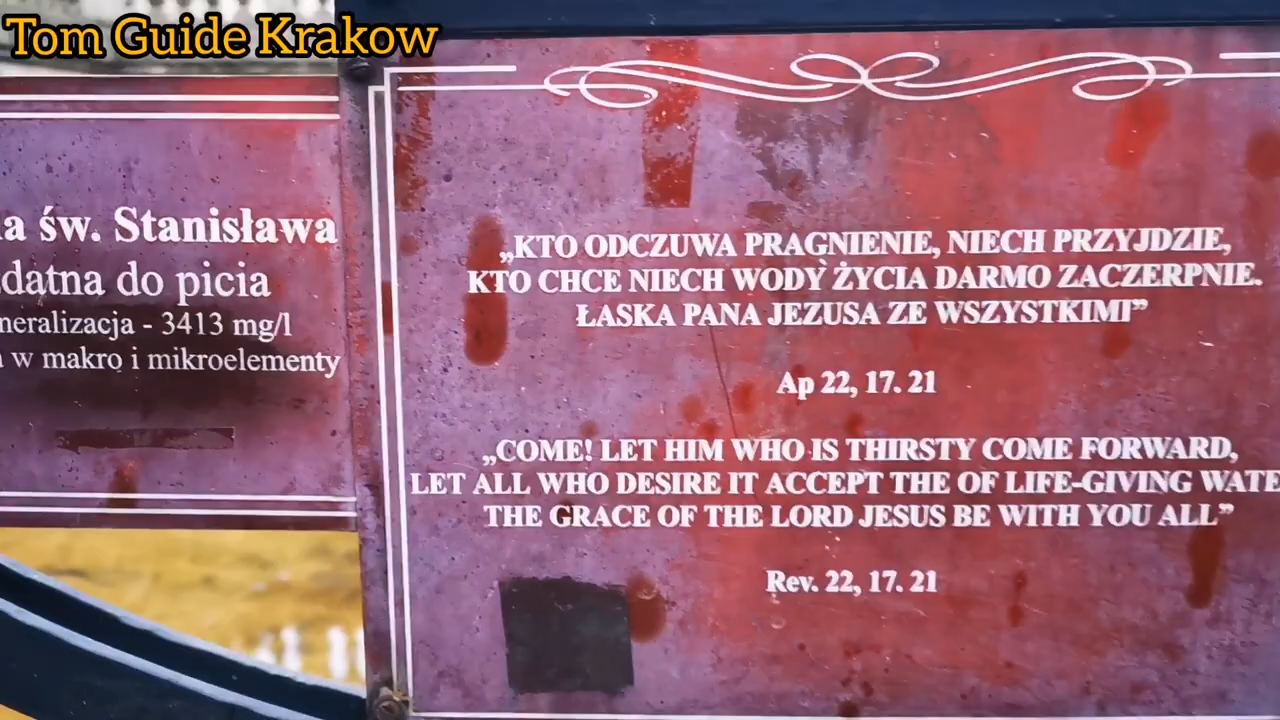 Tom Guide Krakow
św. Stanisława
do picia
- 3413 mg/l
w makro i mikroelementy
„KTO ODCZUWA PRAGNIENIE, NIECH PRZYJDZIE,
KTO CHCE NIECH WODY ŻYCIA DARMO ZACZERPNIE.
ŁASKA PANA JEZUSA ZE WSZYSTKIMI”
Ap 22, 17. 21
„COME! LET HIM WHO IS THIRSTY COME FORWARD,
LET ALL WHO DESIRE IT ACCEPT THE OF LIFE-GIVING WATE
THE GRACE OF THE LORD JESUS BE WITH YOU ALL”
Rev. 22, 17. 21